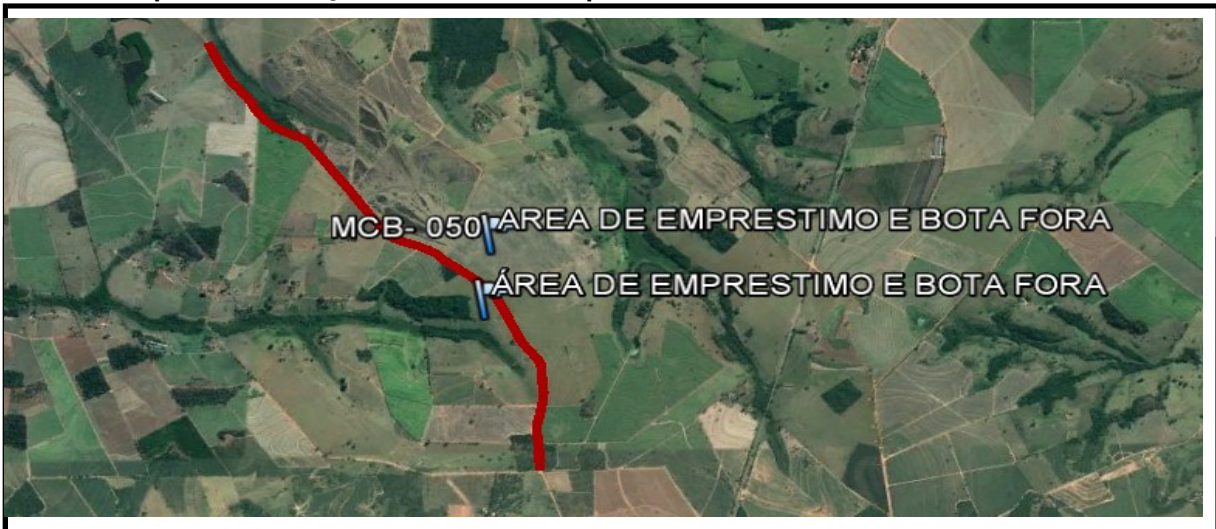 MCB- 050
AREA DE EMPRESTIMO E BOTA FORA
ÁREA DE EMPRESTIMO E BOTA FORA